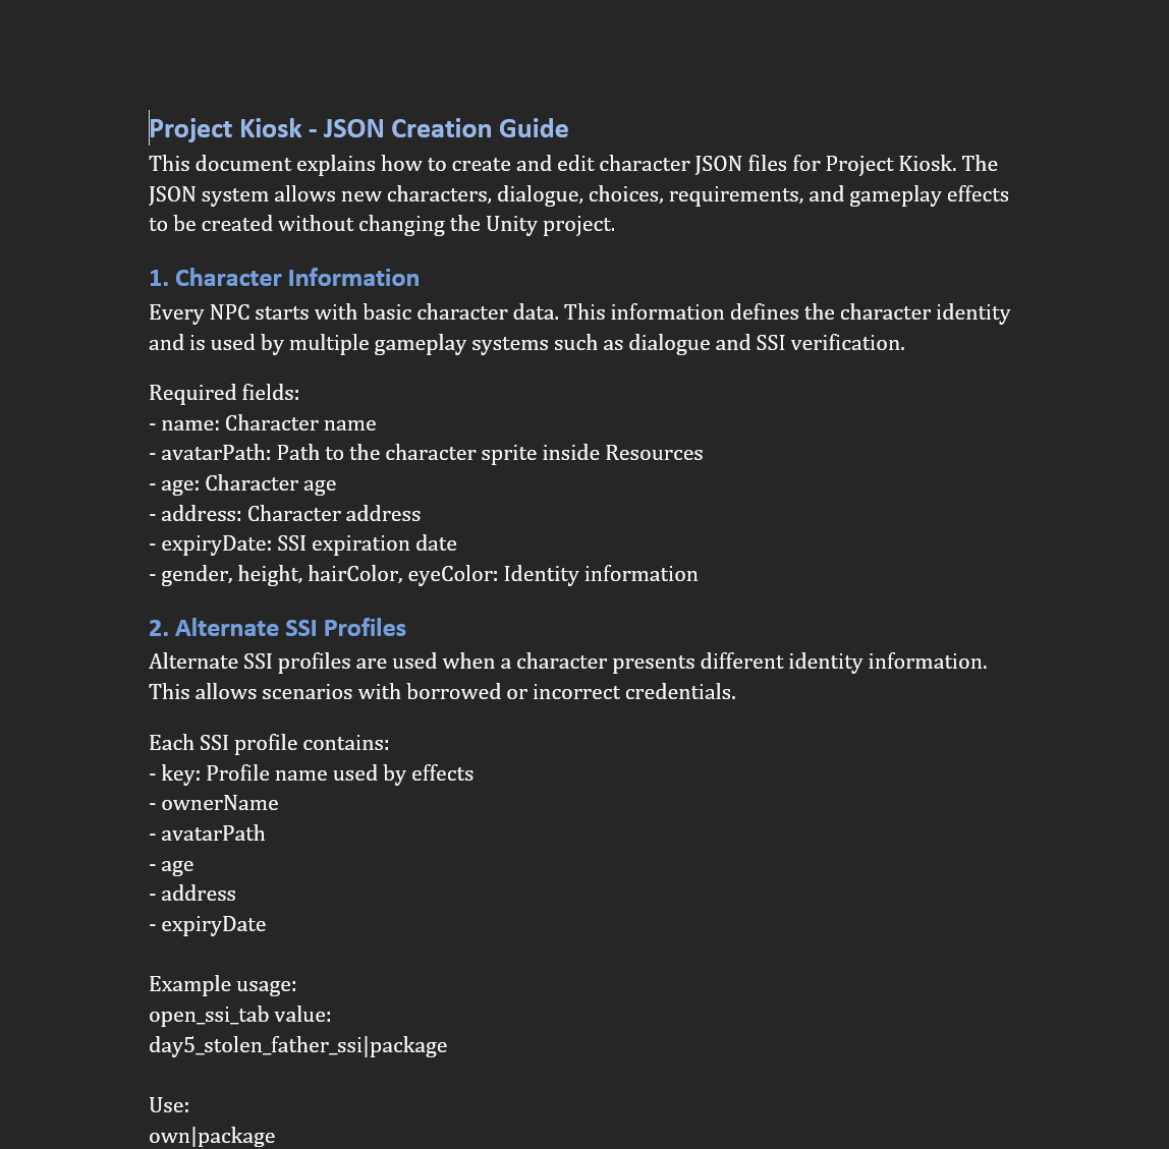 Project Kiosk - JSON Creation Guide
This document explains how to create and edit character JSON files for Project Kiosk. The
JSON system allows new characters, dialogue, choices, requirements, and gameplay effects
to be created without changing the Unity project.
1. Character Information
Every NPC starts with basic character data. This information defines the character identity
and is used by multiple gameplay systems such as dialogue and SSI verification.
Required fields:
- name: Character name
- avatarPath: Path to the character sprite inside Resources
- age: Character age
- address: Character address
- expiryDate: SSI expiration date
- gender, height, hairColor, eyeColor: Identity information
2. Alternate SSI Profiles
Alternate SSI profiles are used when a character presents different identity information.
This allows scenarios with borrowed or incorrect credentials.
Each SSI profile contains:
- key: Profile name used by effects
- ownerName
- avatarPath
- age
- address
- expiryDate
Example usage:
open_ssi_tab value:
day5_stolen_father_ssi|package
Use:
own|package